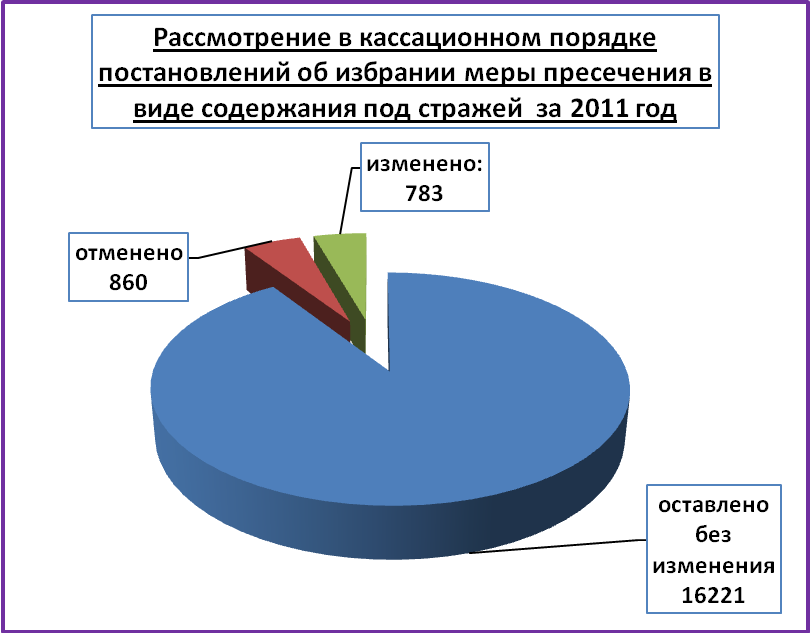 Рассмотрение в кассационном порядке
постановлений об избрании меры пресечения в
виде содержания под стражей за 2011 год
изменено:
783
отменено
860
оставлено
без
изменения
16221